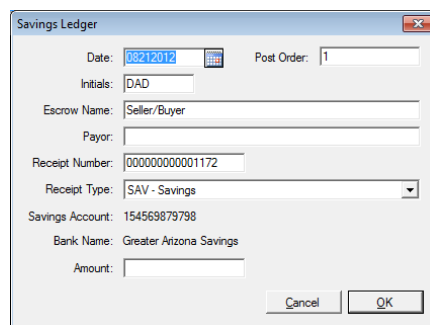 Savings Ledger
Date: 08212012 Post Order: 1
Initials: DAD
Escrow Name: Seller/Buyer
Payor:
Receipt Number: 000000000001172
Receipt Type: SAV - Savings
Savings Account: 154569879798
Bank Name: Greater Arizona Savings
Amount:
Cancel OK